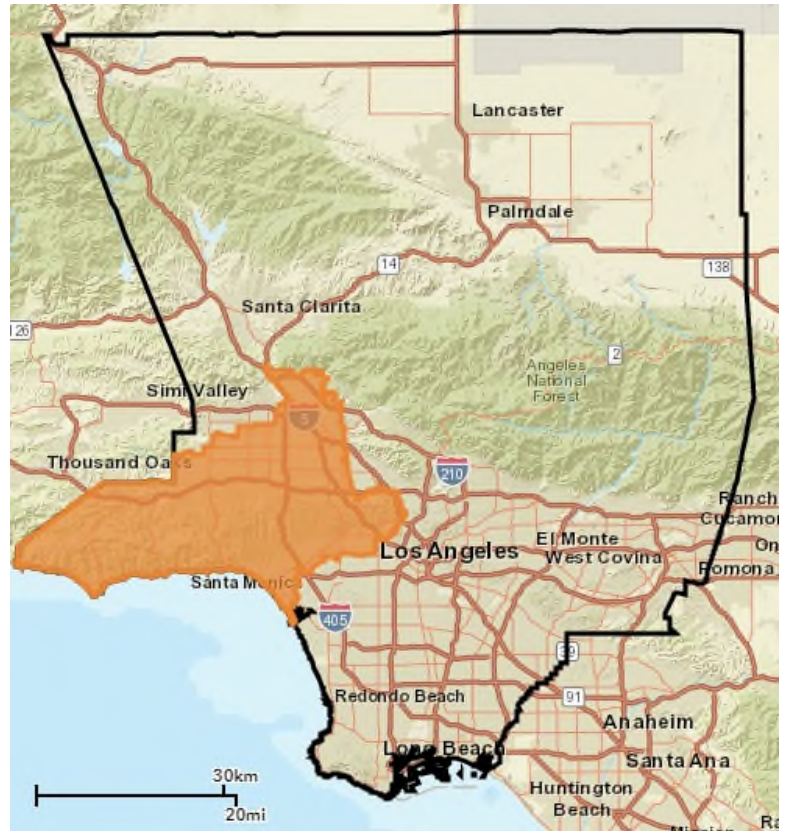 Lancaster
Palmdale
14
138
Santa Clarita
126
2
Angeles
National
Forest
Simi Valley
5
Thousand Oaks
210
Ranch
Cucamon
Los Angeles
El Monte
West Covina
On
Pomona
Santa Monica
405
39
Redondo Beach
91
Anaheim
Long Beach
Santa Ana
30km
20mi
Huntington
Beach
Ra